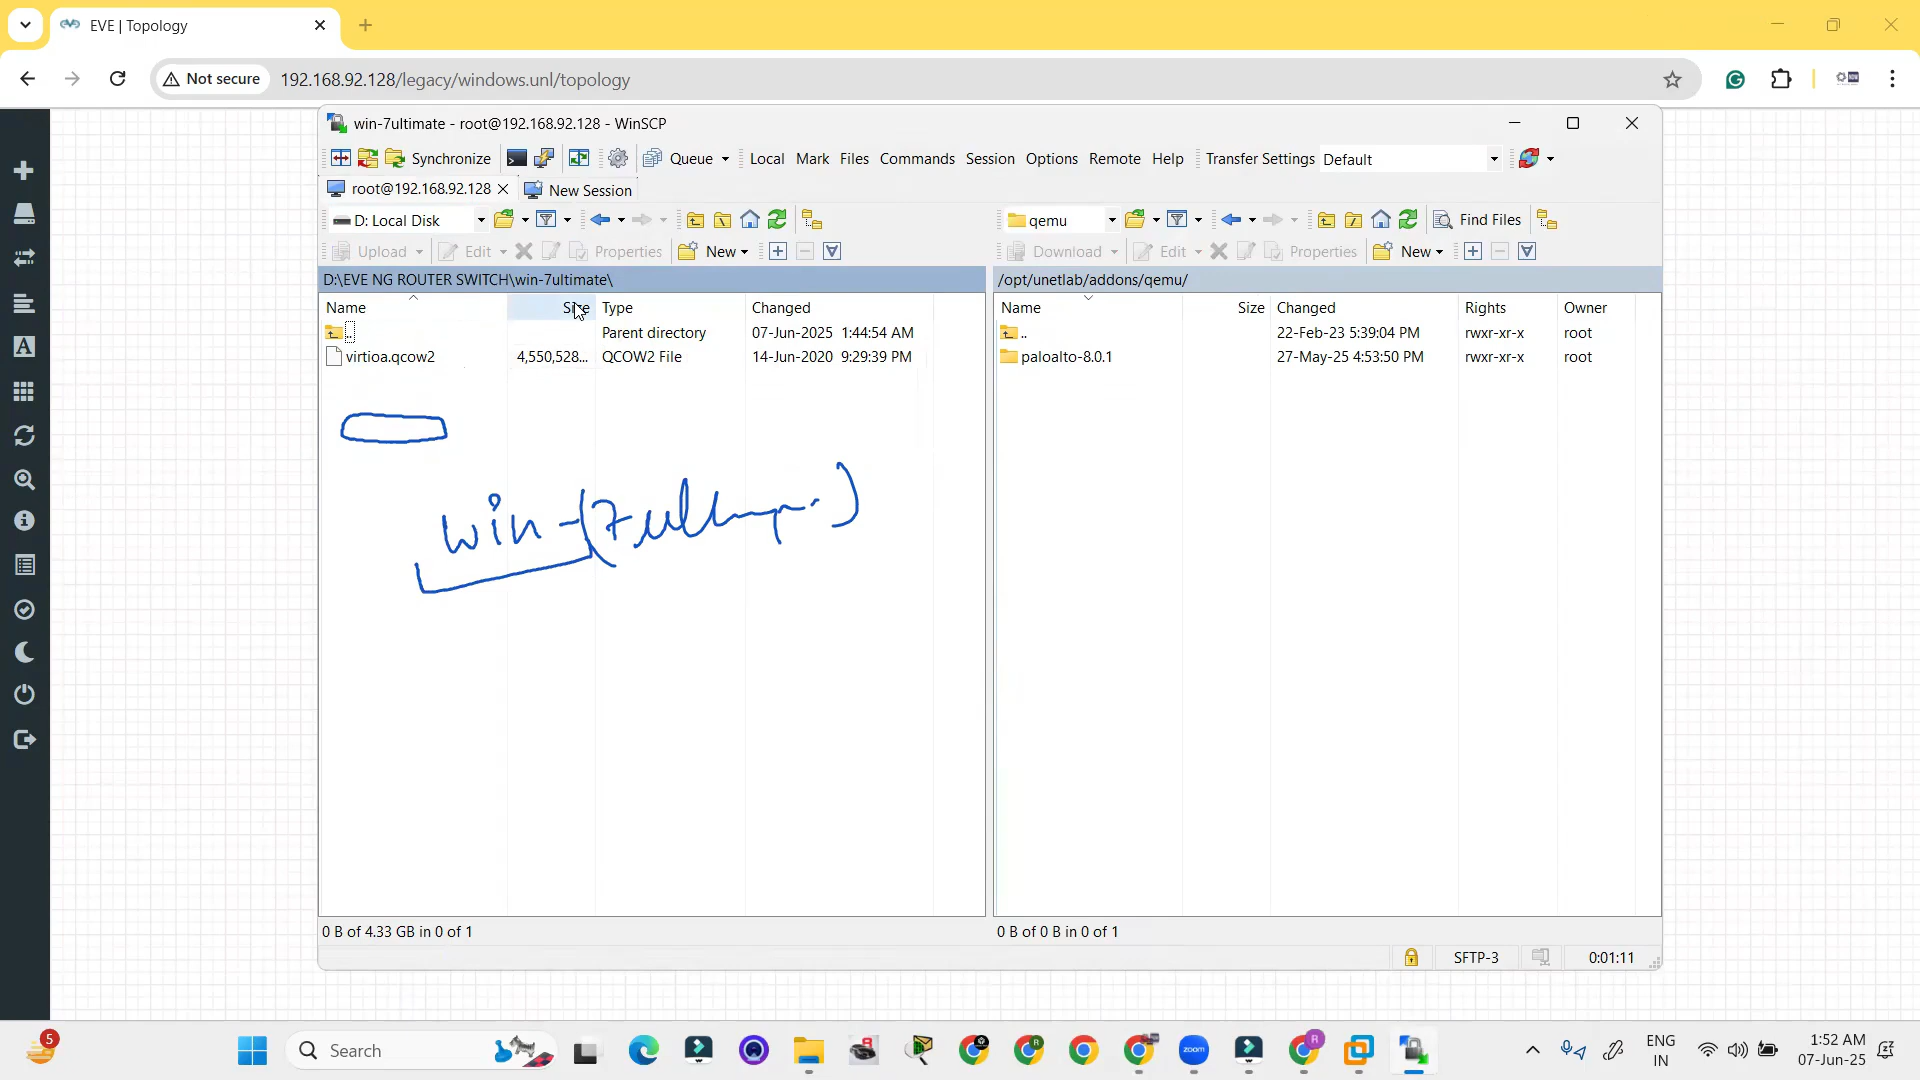 EVE | Topology
Not secure 192.168.92.128/legacy/windows.unl/topology
win-7ultimate - root@192.168.92.128 - WinSCP
Synchronize Queue Local Mark Files Commands Session Options Remote Help Transfer Settings Default
root@192.168.92.128 New Session
D: Local Disk qemu Find Files
Upload Edit Properties New Download Edit Properties New
D:\EVE NG ROUTER SWITCH\win-7ultimate\ /opt/unetlab/addons/qemu/
Name Size Type Changed Name Size Changed Rights Owner
.. Parent directory 07-Jun-2025 1:44:54 AM .. 22-Feb-23 5:39:04 PM rwxr-xr-x root
virtioa.qcow2 4,550,528... QCOW2 File 14-Jun-2020 9:29:39 PM paloalto-8.0.1 27-May-25 4:53:50 PM rwxr-xr-x root
win-(7
0 B of 4.33 GB in 0 of 1 0 B of 0 B in 0 of 1
SFTP-3 0:01:11
5 Search zoom ENG 1:52 AM
IN 07-Jun-25